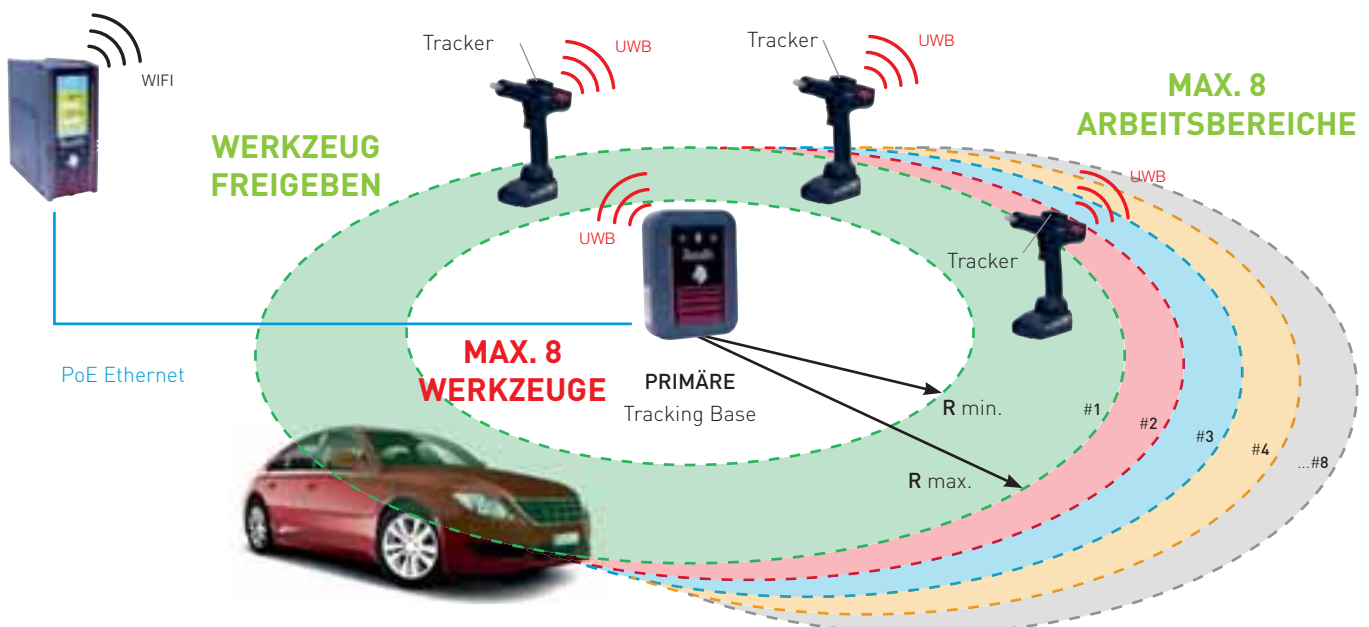 WIFI
Tracker
UWB
Tracker
UWB
MAX. 8
ARBEITSBEREICHE
WERKZEUG
FREIGEBEN
UWB
UWB
Tracker
PoE Ethernet
MAX. 8
WERKZEUGE
PRIMÄRE
Tracking Base
R min.
R max.
#1
#2
#3
#4
...#8